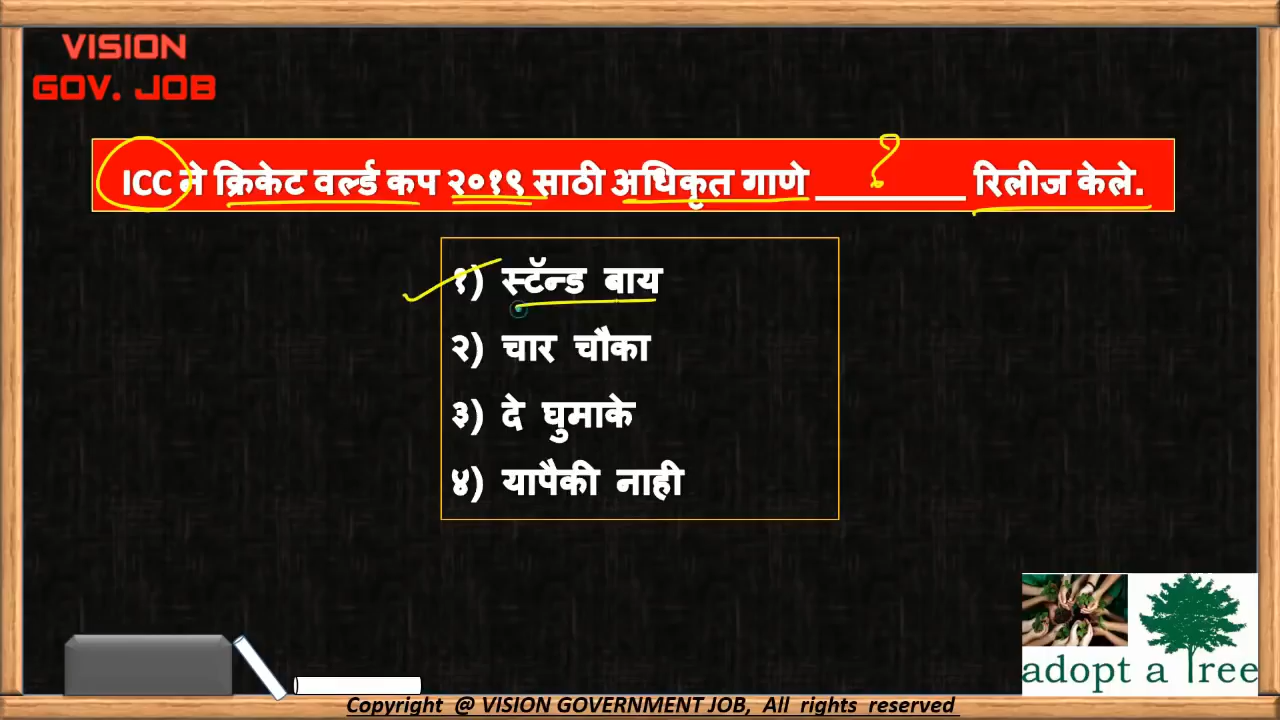 VISION
GOV. JOB
ICC ने क्रिकेट वर्ल्ड कप २०१९ साठी अधिकृत गाणे ________ रिलीज केले.
१) स्टॅन्ड बाय
२) चार चौका
३) दे घुमाके
४) यापैकी नाही
adopt a Tree
Copyright @ VISION GOVERNMENT JOB, All rights reserved